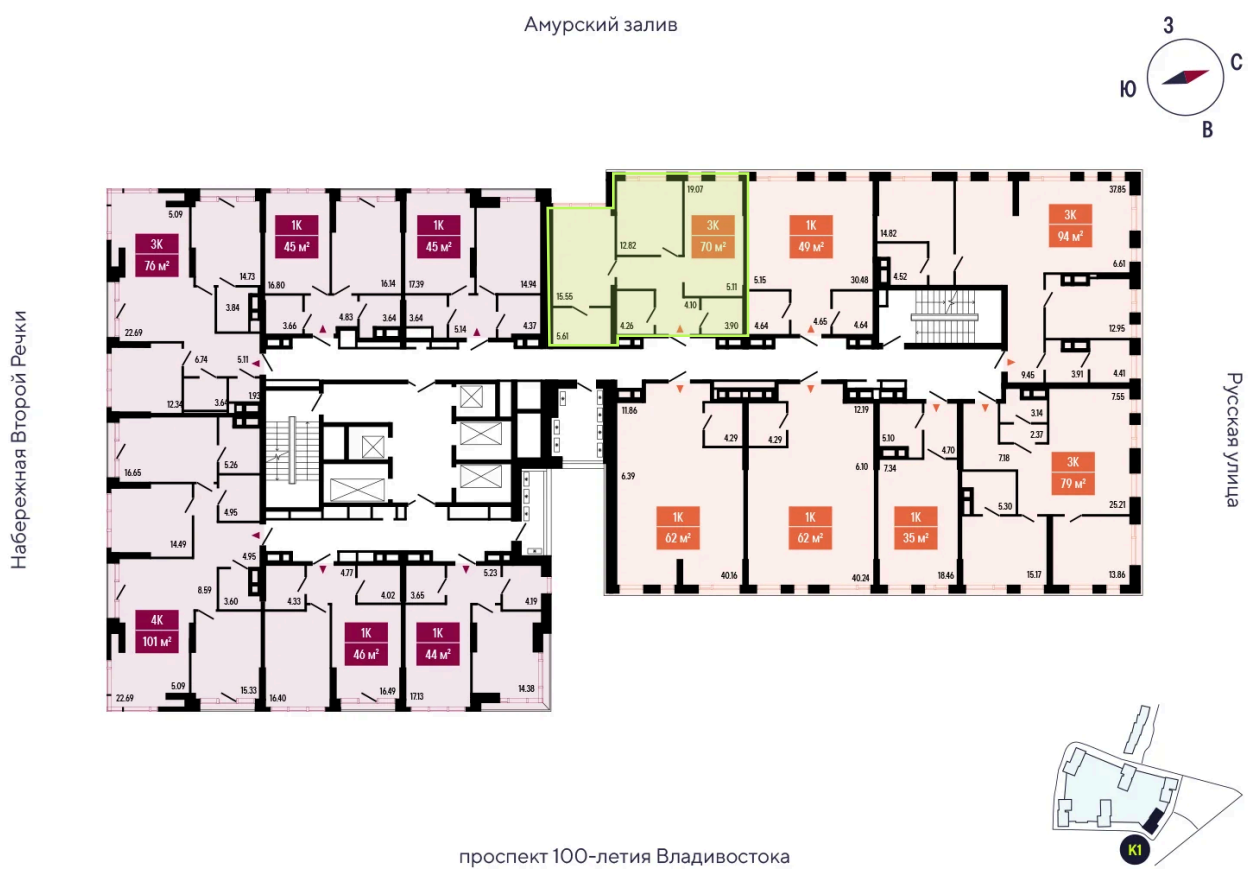 Амурский залив
З
С
Ю
В
Набережная Второй Речки
Русская улица
5.09
3К
76 м²
14.73
3.84
22.69
6.74
5.11
12.34
3.64
1.93
1К
45 м²
16.80
16.14
3.66
4.83
3.64
1К
45 м²
17.39
14.94
3.64
5.14
4.37
19.07
3К
70 м²
12.82
15.55
5.11
4.10
4.26
3.90
5.61
1К
49 м²
5.15
30.48
4.64
4.65
4.64
37.85
3К
94 м²
14.82
4.52
6.61
12.95
9.45
3.91
4.41
16.65
5.26
4.95
14.49
4.95
8.59
3.60
4К
101 м²
22.69
5.09
15.33
4.77
4.33
4.02
1К
46 м²
16.40
16.49
5.23
3.65
4.19
1К
44 м²
17.13
14.38
11.86
4.29
6.39
1К
62 м²
40.16
12.19
4.29
6.10
1К
62 м²
40.24
5.10
4.70
7.34
1К
35 м²
18.46
7.55
3.14
2.37
7.18
3К
79 м²
5.30
25.21
15.17
13.86
К1
проспект 100-летия Владивостока